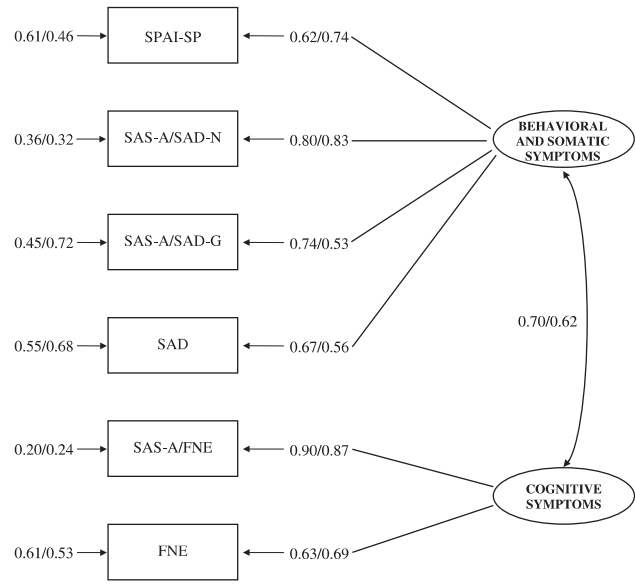 0.61/0.46 SPAI-SP 0.62/0.74
BEHAVIORAL
AND SOMATIC
SYMPTOMS
0.36/0.32 SAS-A/SAD-N 0.80/0.83
0.45/0.72 SAS-A/SAD-G 0.74/0.53
0.70/0.62
0.55/0.68 SAD 0.67/0.56
0.20/0.24 SAS-A/FNE 0.90/0.87
COGNITIVE
SYMPTOMS
0.61/0.53 FNE 0.63/0.69